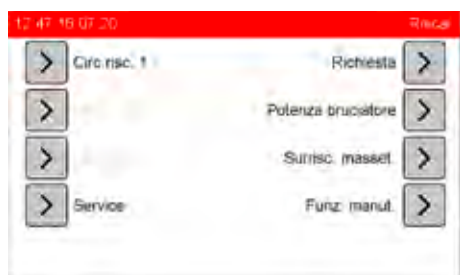 12:47 16.07.20 Riscal
Circ risc. 1 Richiesta
Potenza bruciatore
Surrisc. masset.
Service Funz. manut.